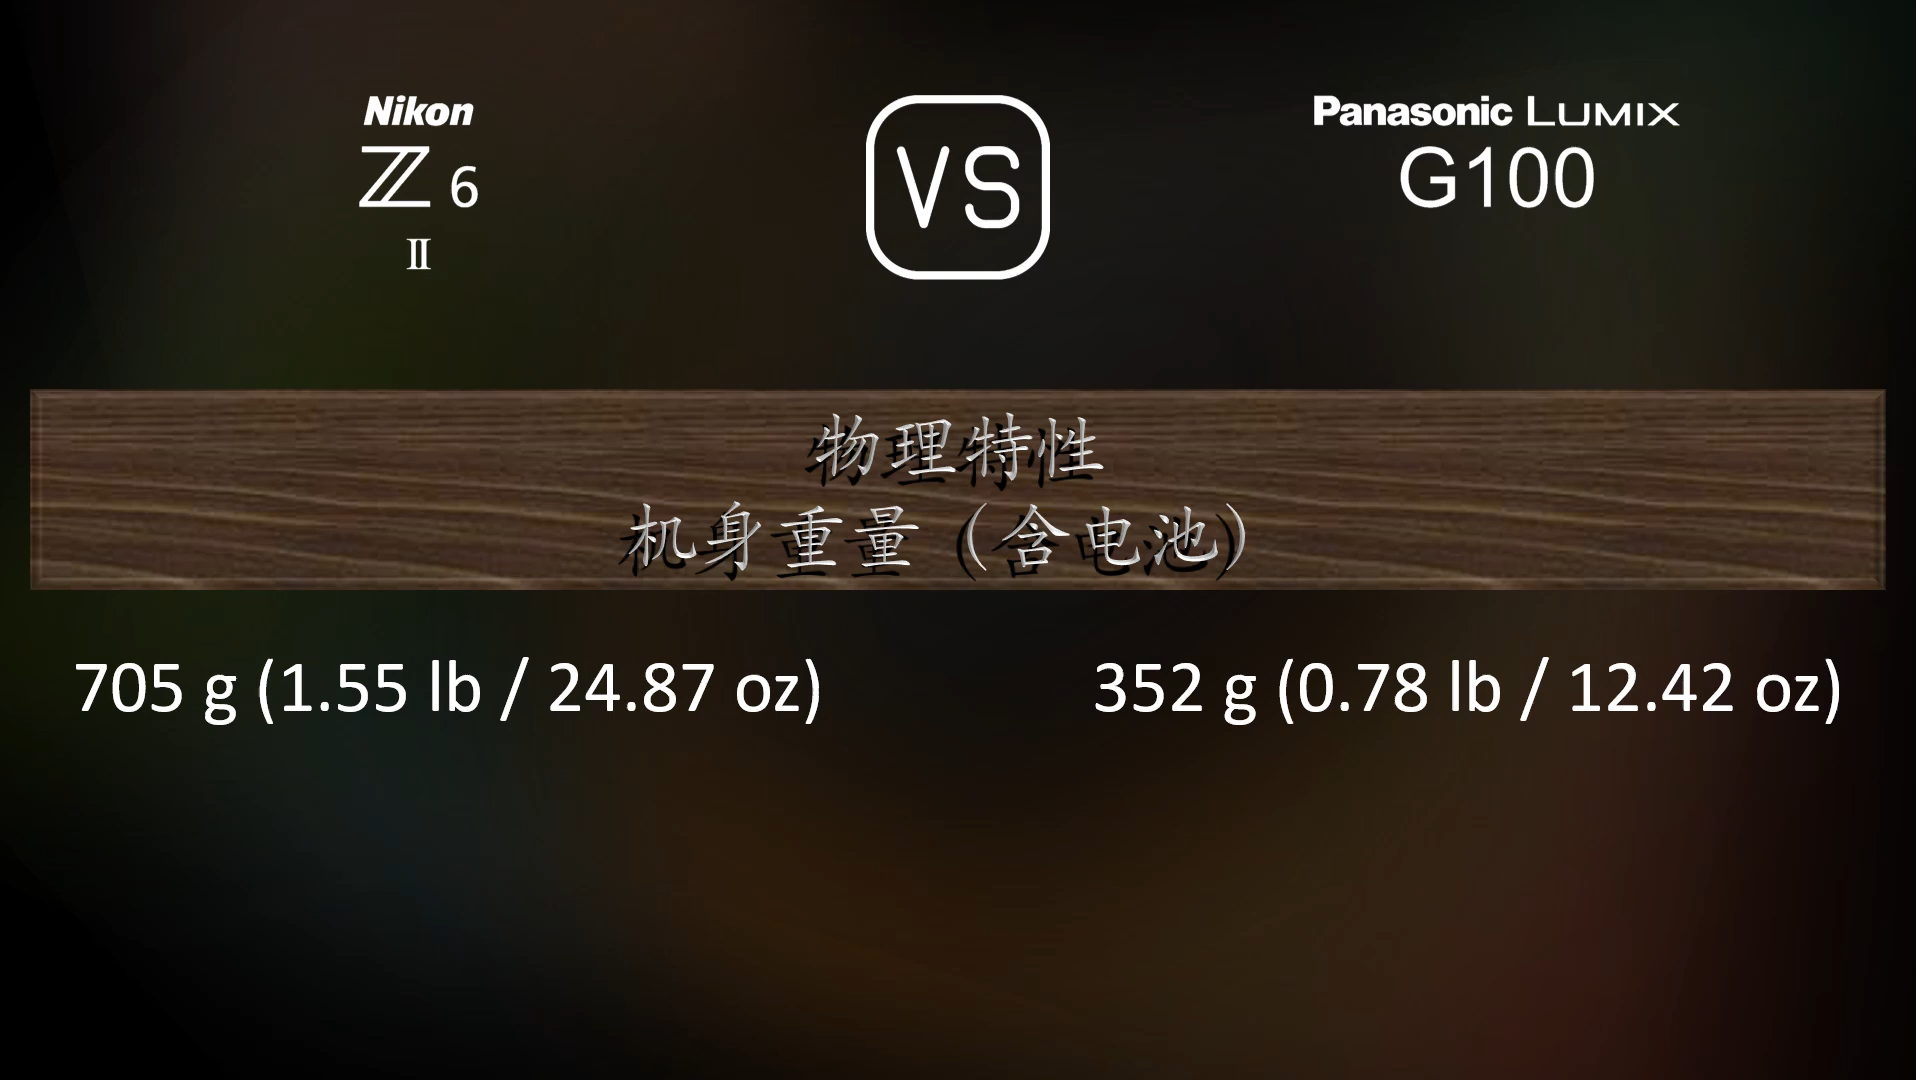 Nikon
Z 6
II
VS
Panasonic LUMIX
G100
物理特性
机身重量（含电池）
705 g (1.55 lb / 24.87 oz)
352 g (0.78 lb / 12.42 oz)